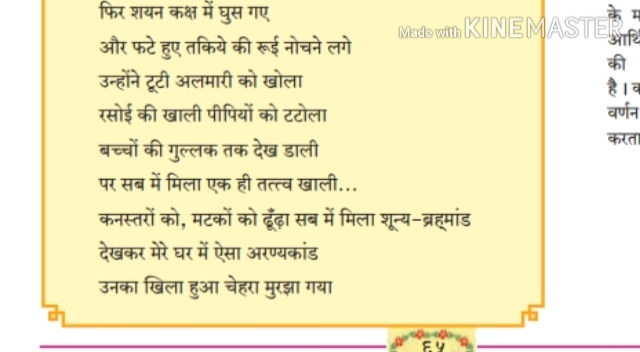 फिर शयन कक्ष में घुस गए
और फटे हुए तकिये की रूई नोचने लगे
उन्होंने टूटी अलमारी को खोला
रसोई की खाली पीपियों को टटोला
बच्चों की गुल्लक तक देख डाली
पर सब में मिला एक ही तत्त्व खाली...
कनस्तरों को, मटकों को ढूँढ़ा सब में मिला शून्य-ब्रह्मांड
देखकर मेरे घर में ऐसा अरण्यकांड
उनका खिला हुआ चेहरा मुरझा गया
६५
Made with KINEMASTER
के
की
है।
वर्णन